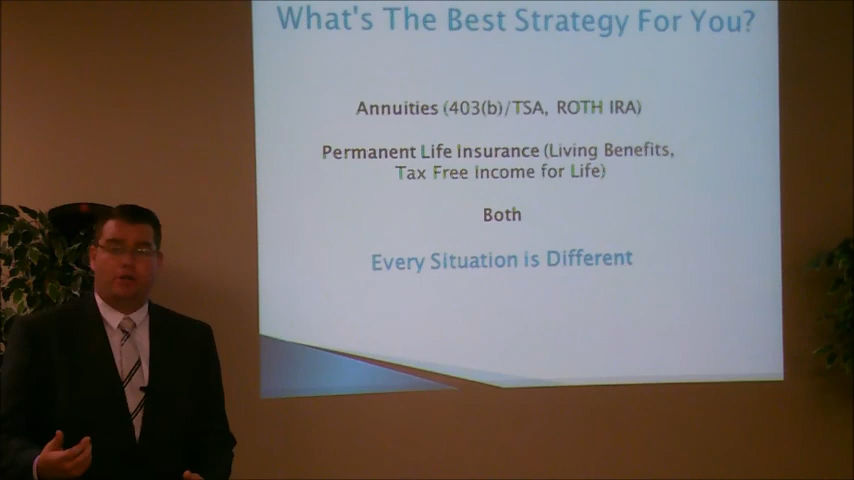 What's The Best Strategy For You?
Annuities (403(b)/TSA, ROTH IRA)
Permanent Life Insurance (Living Benefits,
Tax Free Income for Life)
Both
Every Situation is Different